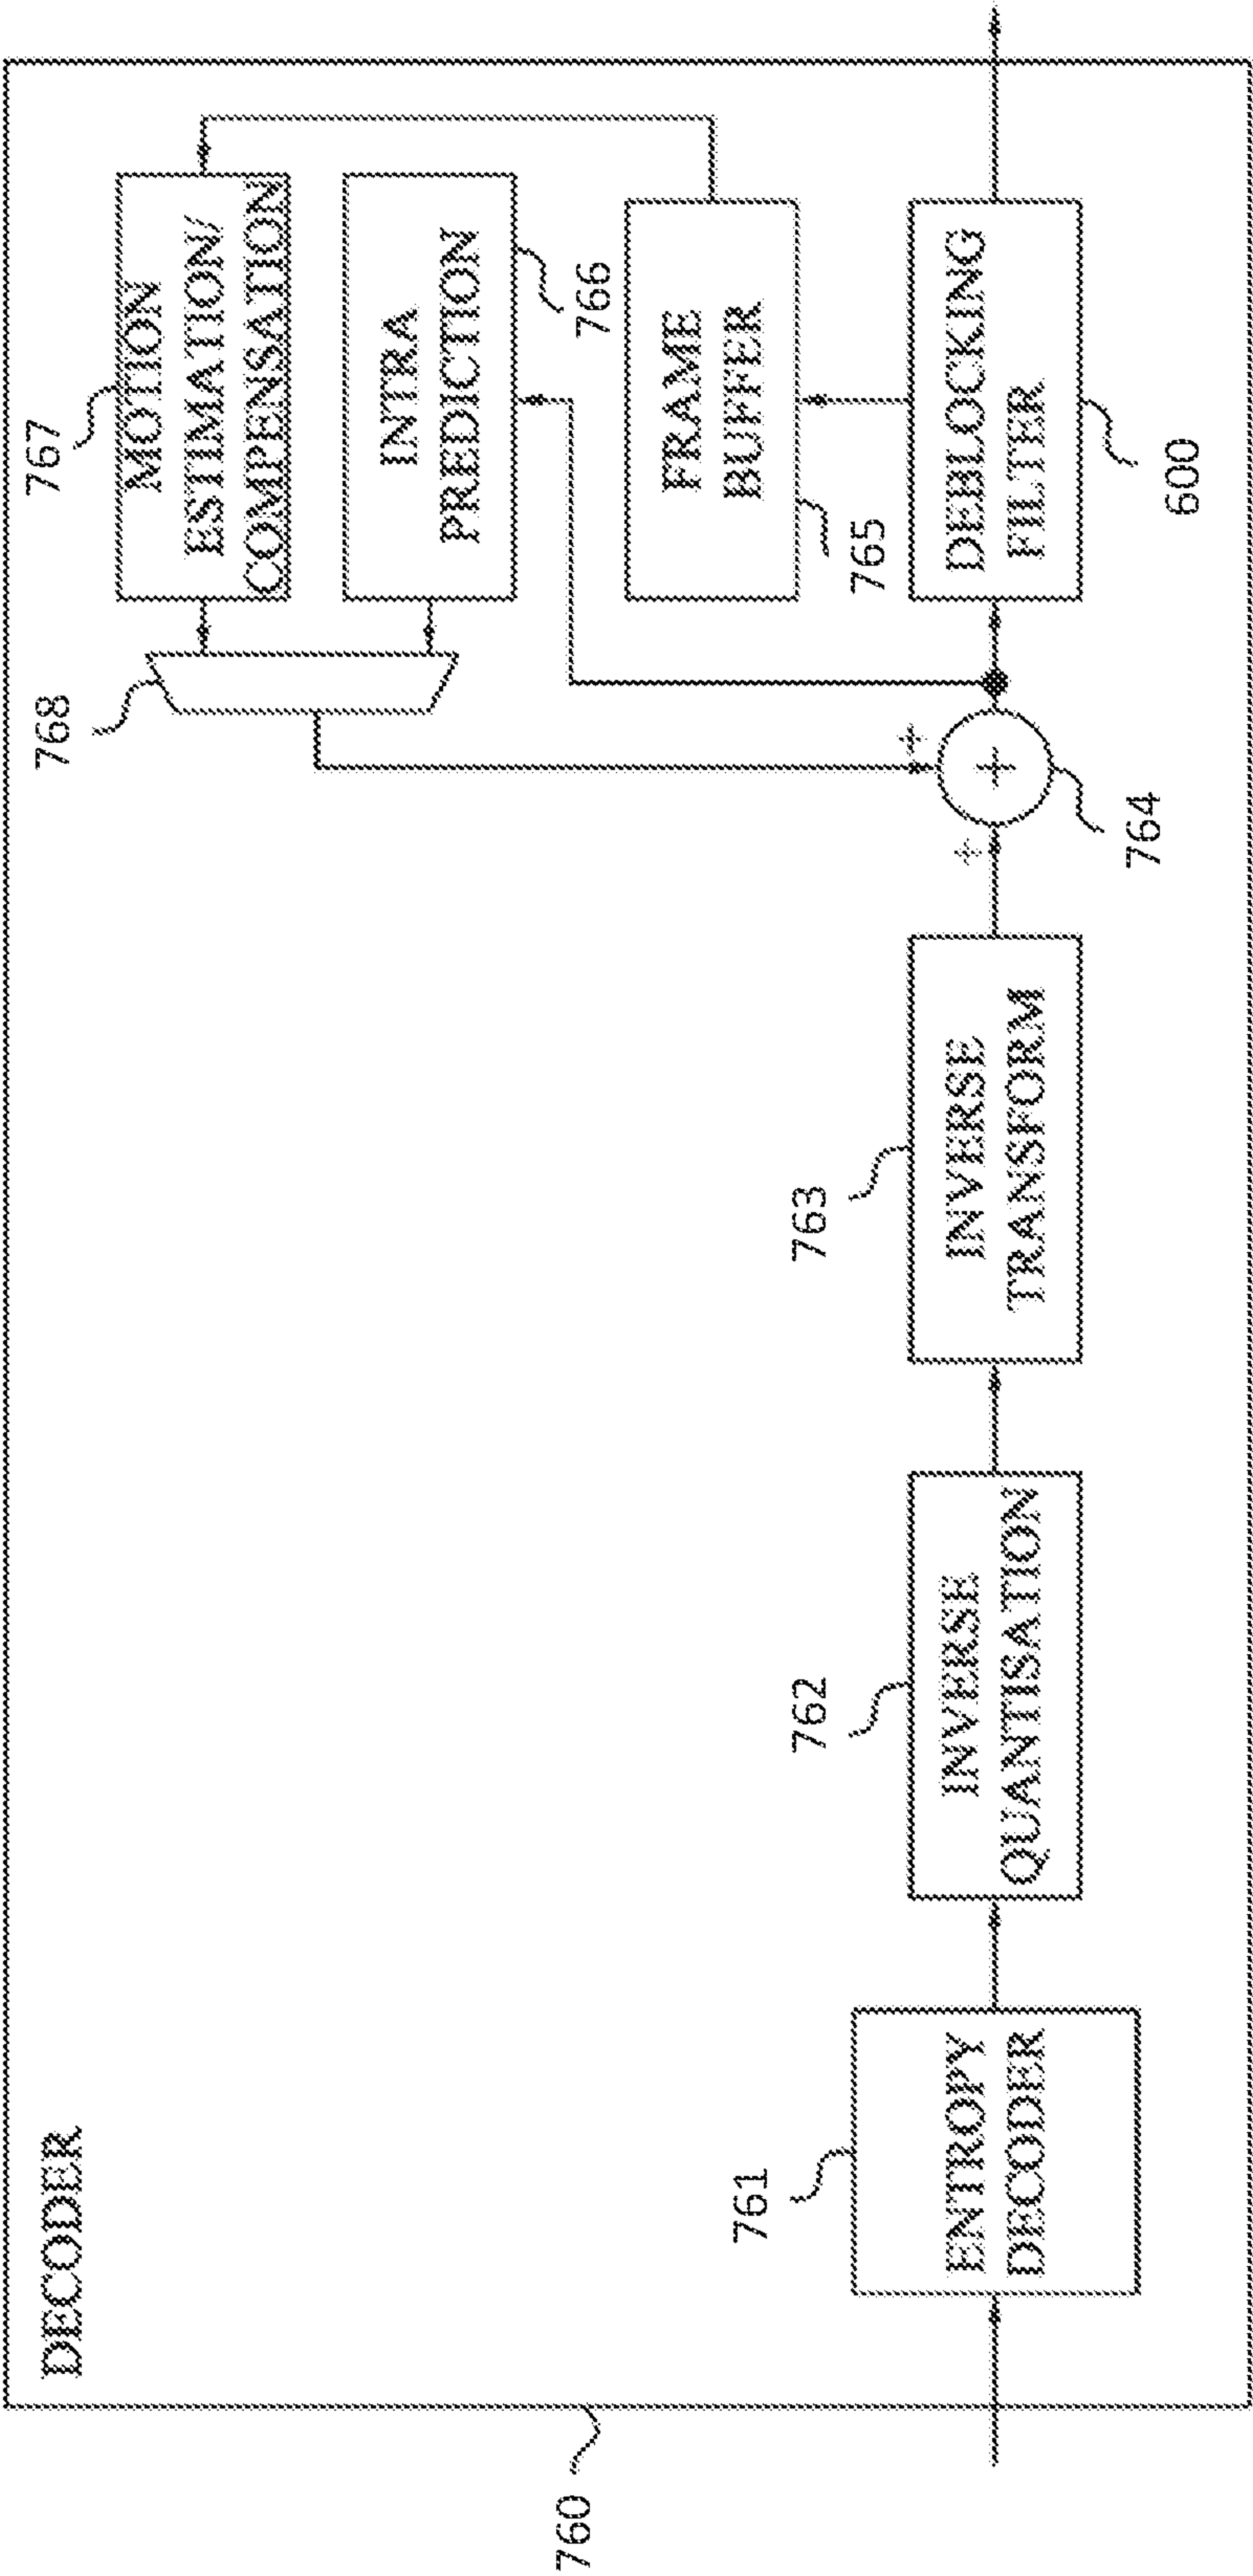 DECODER
760
761
ENTROPY
DECODER
762
INVERSE
QUANTISATION
763
INVERSE
TRANSFORM
+
+
+
764
768
767
MOTION
ESTIMATION/
COMPENSATION
INTRA
PREDICTION
766
FRAME
BUFFER
765
DEBLOCKING
FILTER
600